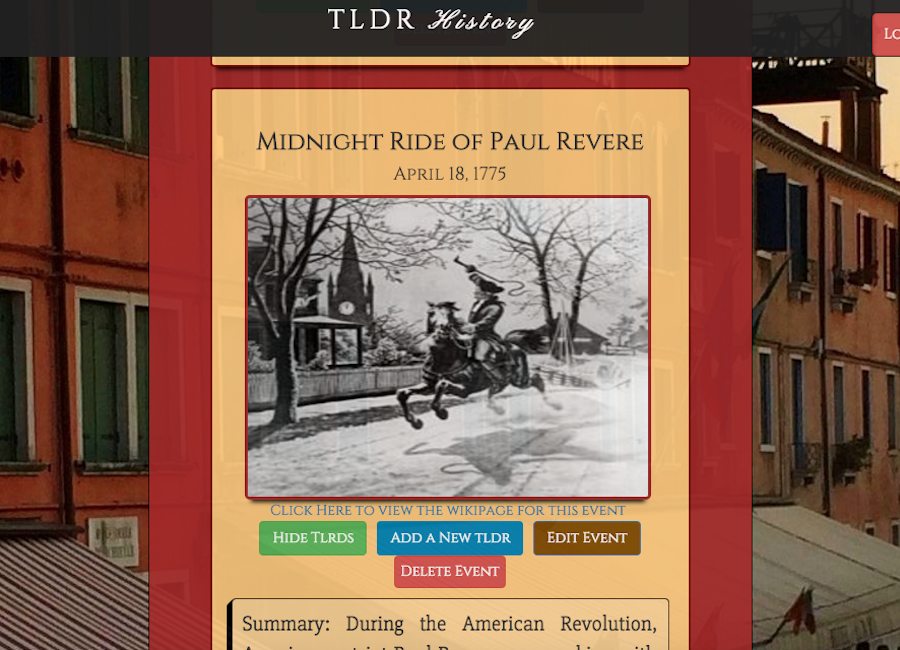 TLDR History
Lo
MIDNIGHT RIDE OF PAUL REVERE
APRIL 18, 1775
CLICK HERE TO VIEW THE WIKIPAGE FOR THIS EVENT
HIDE TLRDS ADD A NEW TLDR EDIT EVENT
DELETE EVENT
Summary: During the American Revolution,